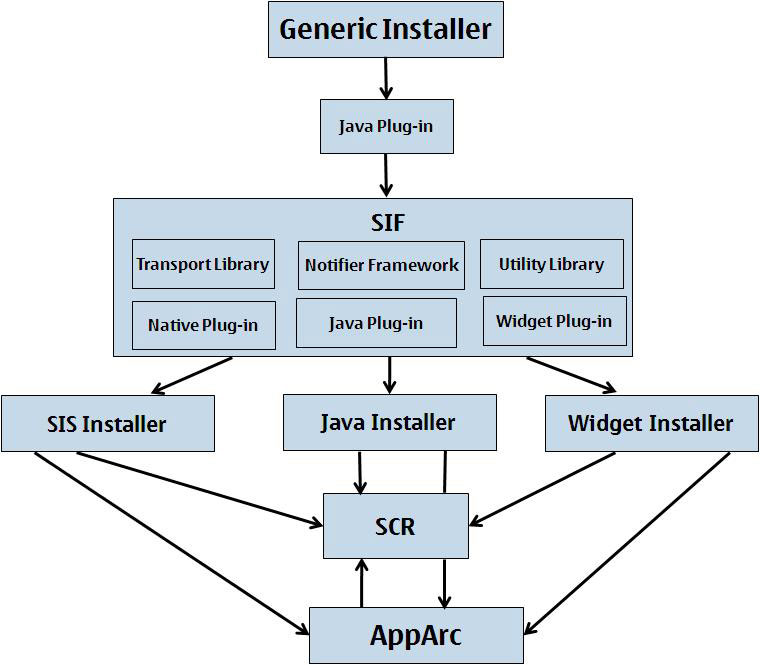 Generic Installer
Java Plug-in
SIF
Transport Library
Notifier Framework
Utility Library
Native Plug-in
Java Plug-in
Widget Plug-in
SIS Installer
Java Installer
Widget Installer
SCR
AppArc